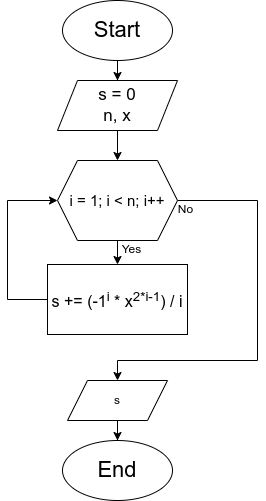 Start
s = 0
n, x
i = 1; i < n; i++
No
Yes
s += (-1^i * x^2*i-1) / i
s
End